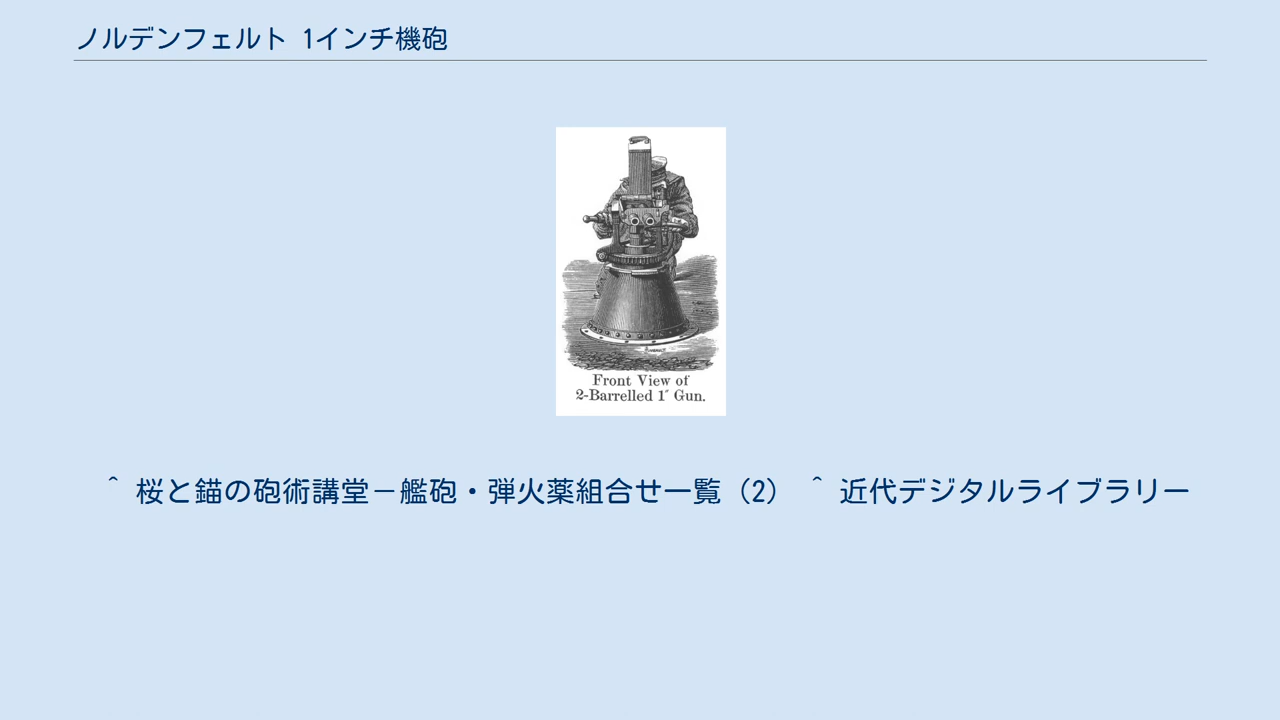 ノルデンフェルト 1インチ機砲
Front View of
2-Barrelled 1″ Gun.
^ 桜と錨の砲術講堂－艦砲・弾火薬組合せ一覧（2） ^ 近代デジタルライブラリー